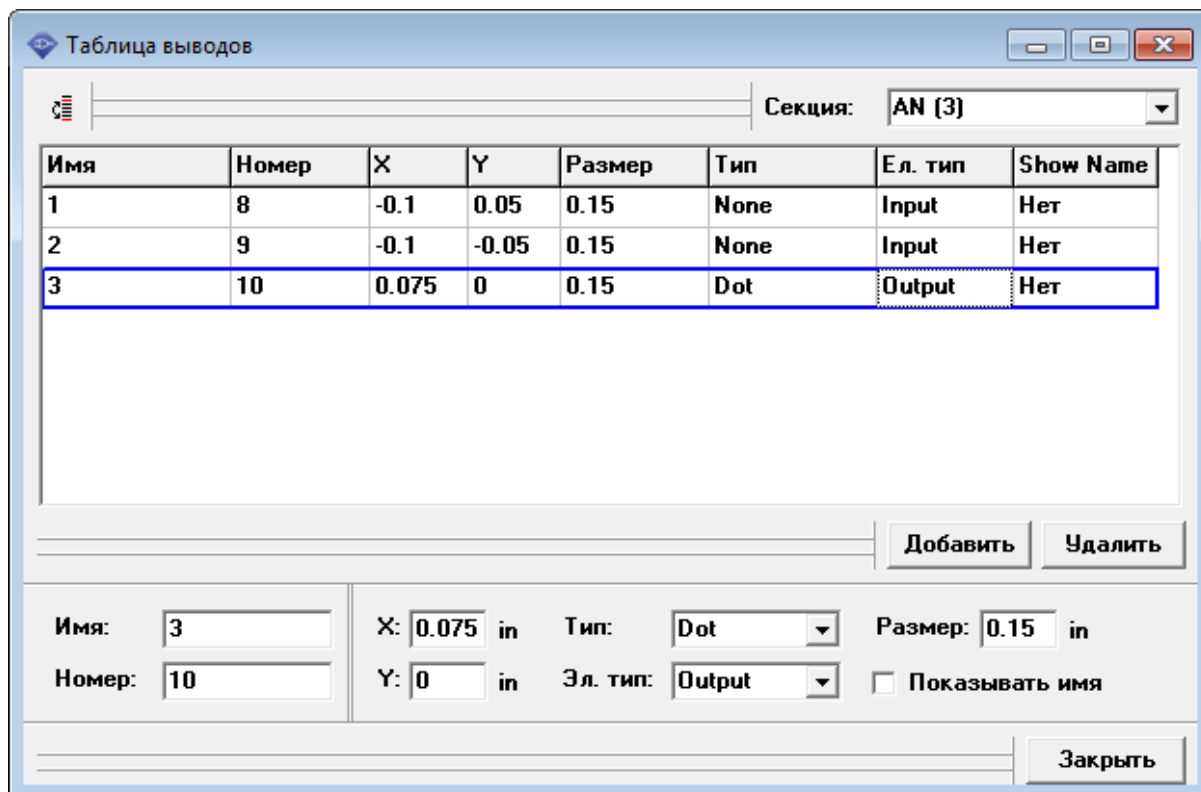 Таблица выводов
Секция: AN (3)
Имя Номер X Y Размер Тип Ел. тип Show Name
1 8 -0.1 0.05 0.15 None Input Нет
2 9 -0.1 -0.05 0.15 None Input Нет
3 10 0.075 0 0.15 Dot Output Нет
Добавить Удалить
Имя: 3 X: 0.075 in Тип: Dot Размер: 0.15 in
Номер: 10 Y: 0 in Эл. тип: Output Показывать имя
Закрыть